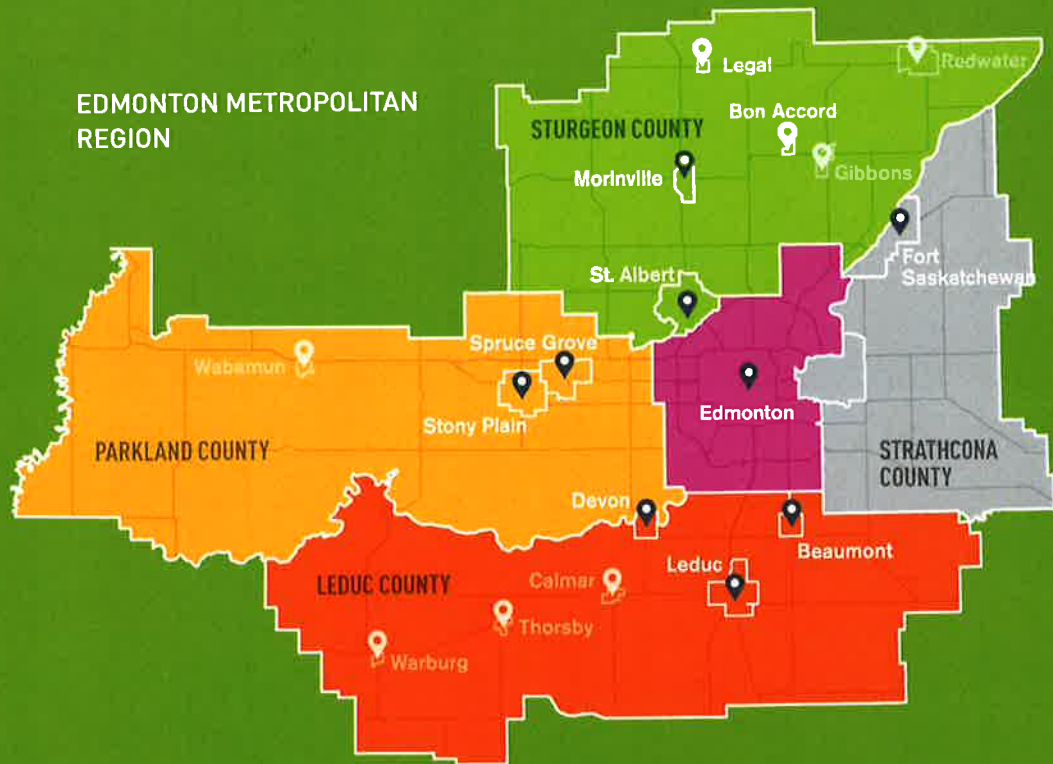 EDMONTON METROPOLITAN
REGION
Legal
Redwater
Bon Accord
STURGEON COUNTY
Gibbons
Morinville
Fort
Saskatchewan
St. Albert
Spruce Grove
Wabamun
Stony Plain
Edmonton
PARKLAND COUNTY
STRATHCONA
COUNTY
Devon
Beaumont
Leduc
Calmar
LEDUC COUNTY
Thorsby
Warburg